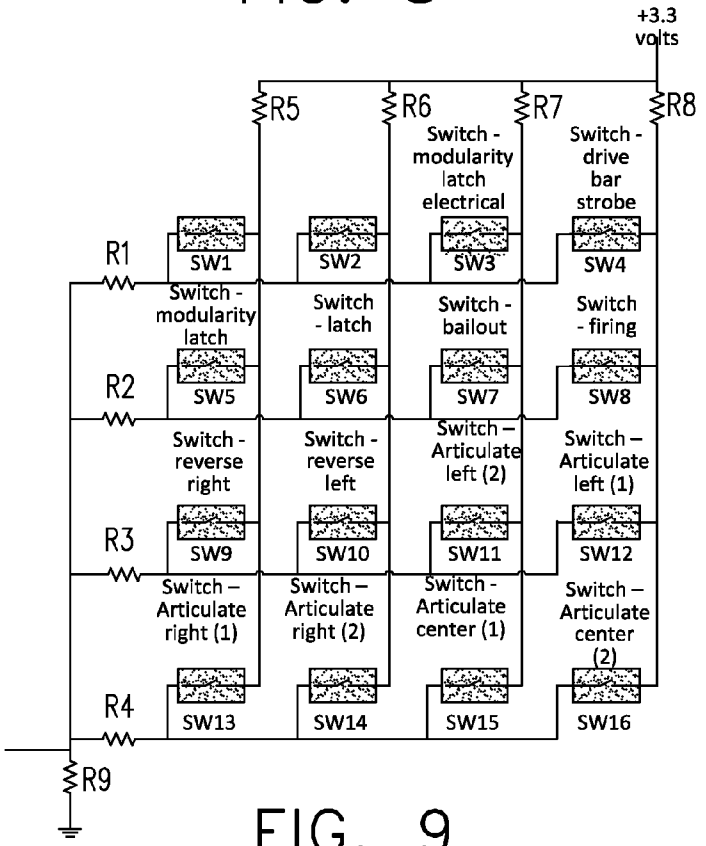 +3.3
volts
R5
R6
R7
R8
Switch -
modularity
latch
electrical
Switch -
drive
bar
strobe
R1
SW1
SW2
SW3
SW4
Switch -
modularity
latch
Switch
- latch
Switch -
bailout
Switch
- firing
R2
SW5
SW6
SW7
SW8
Switch -
reverse
right
Switch -
reverse
left
Switch –
Articulate
left (2)
Switch –
Articulate
left (1)
R3
SW9
SW10
SW11
SW12
Switch –
Articulate
right (1)
Switch –
Articulate
right (2)
Switch -
Articulate
center (1)
Switch –
Articulate
center
(2)
R4
SW13
SW14
SW15
SW16
R9
FIG. 9